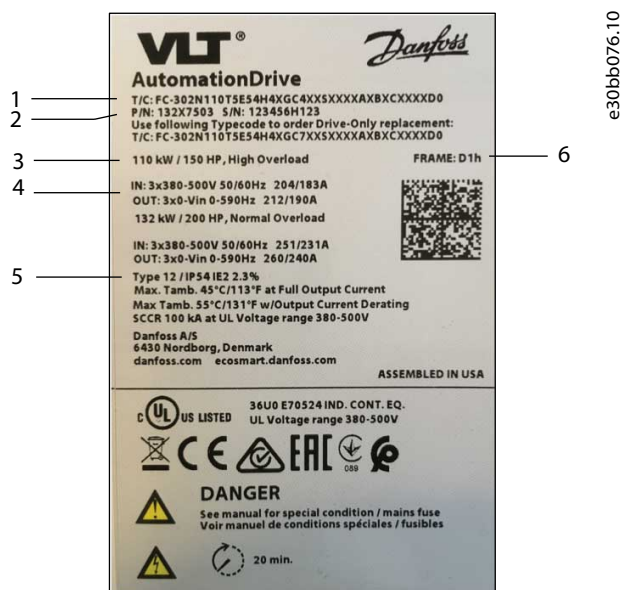 VLT®
Danfoss
AutomationDrive
1
T/C: FC-302N110T5E54H4XGC4XXSXXXXAXBXCXXXXD0
2
P/N: 132X7503 S/N: 123456H123
Use following Typecode to order Drive-Only replacement:
T/C: FC-302N110T5E54H4XGC7XXSXXXXAXBXCXXXXD0
3
110 kW / 150 HP, High Overload
FRAME: D1h
6
4
IN: 3x380-500V 50/60Hz 204/183A
OUT: 3x0-Vin 0-590Hz 212/190A
132 kW / 200 HP, Normal Overload
IN: 3x380-500V 50/60Hz 251/231A
OUT: 3x0-Vin 0-590Hz 260/240A
5
Type 12 / IP54 IE2 2.3%
Max. Tamb. 45°C/113°F at Full Output Current
Max Tamb. 55°C/131°F w/Output Current Derating
SCCR 100 kA at UL Voltage range 380-500V
Danfoss A/S
6430 Nordborg, Denmark
danfoss.com ecosmart.danfoss.com
ASSEMBLED IN USA
C UL US LISTED
36U0 E70524 IND. CONT. EQ.
UL Voltage range 380-500V
CE EAC
089
DANGER
See manual for special condition / mains fuse
Voir manuel de conditions spéciales / fusibles
20 min.
e30bb076.10